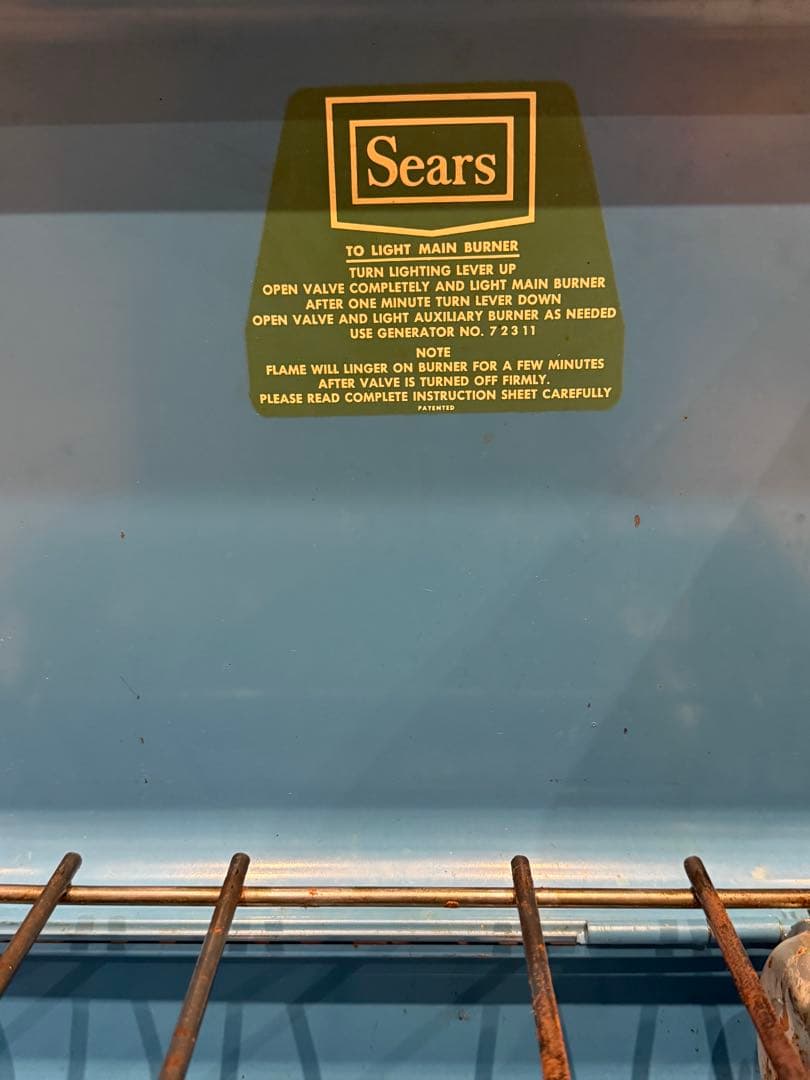 Sears
TO LIGHT MAIN BURNER
TURN LIGHTING LEVER UP
OPEN VALVE COMPLETELY AND LIGHT MAIN BURNER
AFTER ONE MINUTE TURN LEVER DOWN
OPEN VALVE AND LIGHT AUXILIARY BURNER AS NEEDED
USE GENERATOR NO. 72311
NOTE
FLAME WILL LINGER ON BURNER FOR A FEW MINUTES
AFTER VALVE IS TURNED OFF FIRMLY.
PLEASE READ COMPLETE INSTRUCTION SHEET CAREFULLY
PATENTED